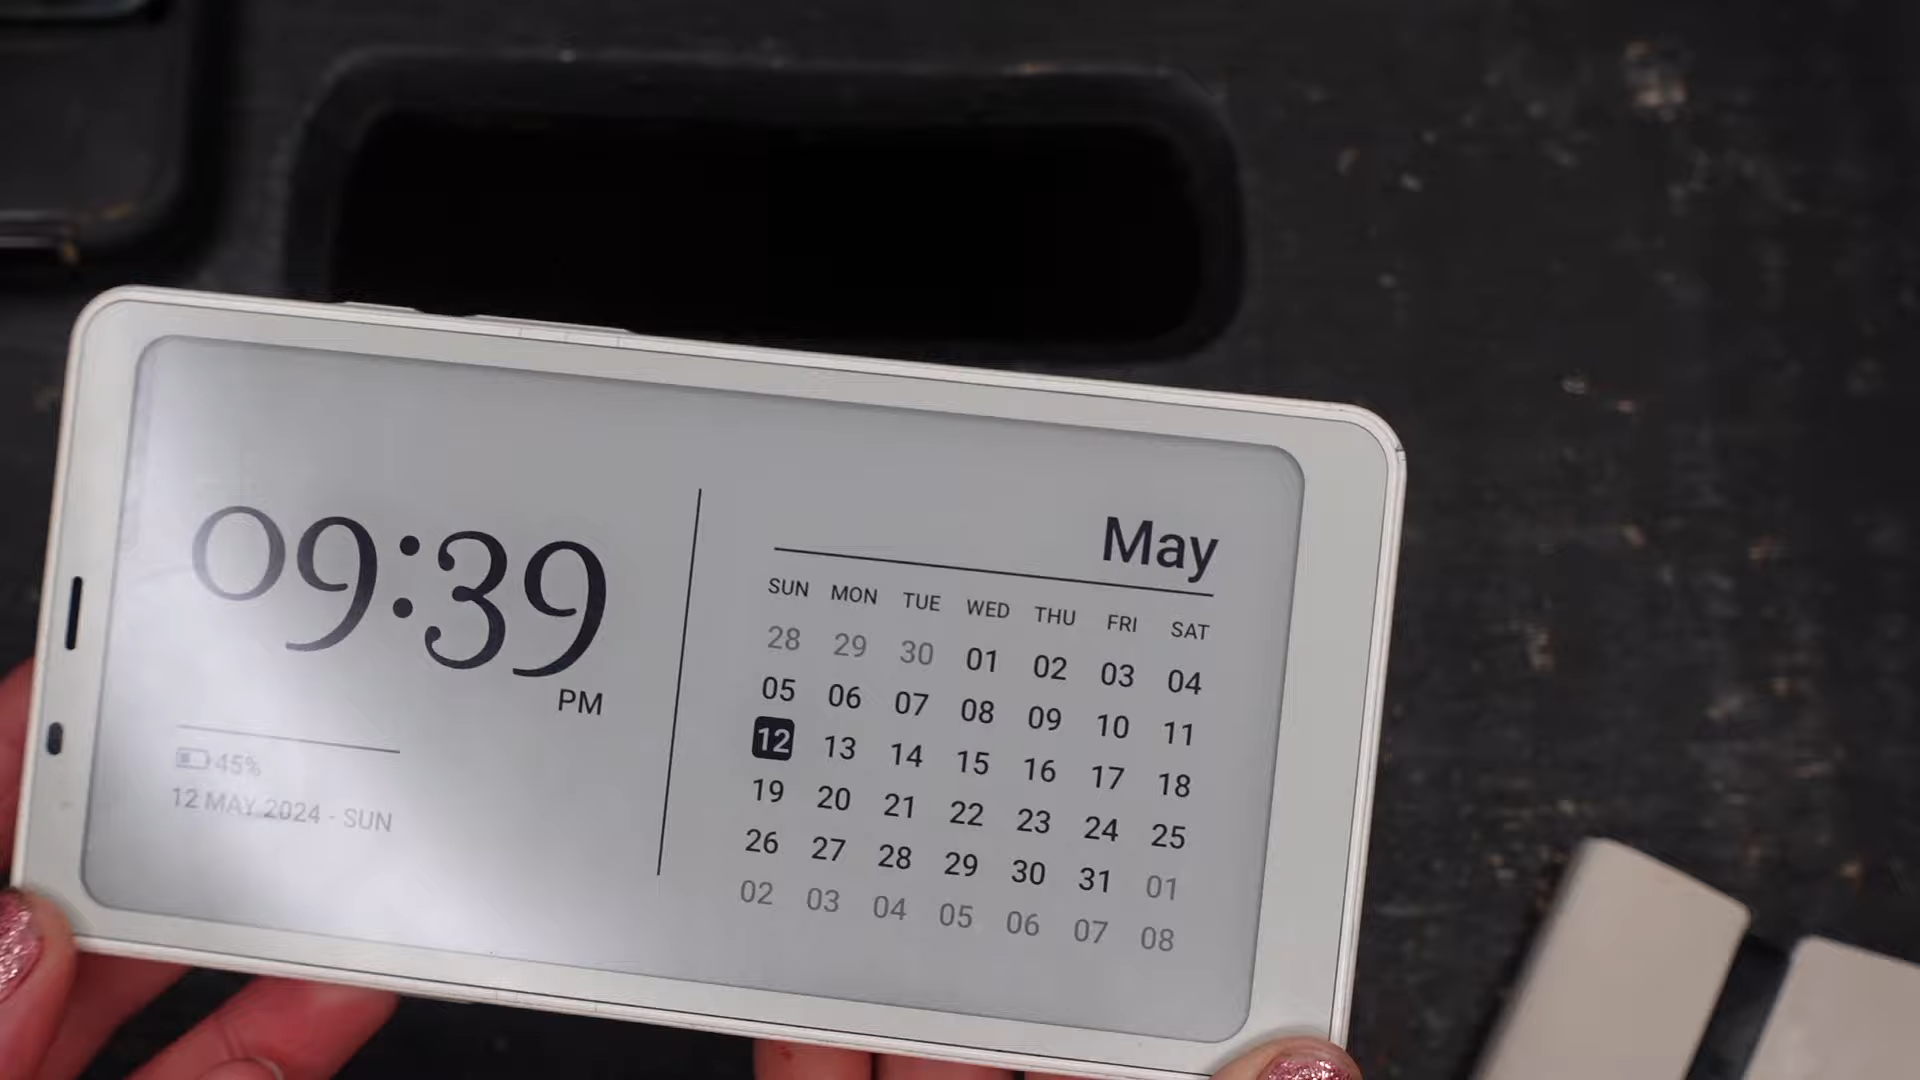 09:39
PM
45%
12 MAY 2024 - SUN
May
SUN MON TUE WED THU FRI SAT
28 29 30 01 02 03 04
05 06 07 08 09 10 11
12 13 14 15 16 17 18
19 20 21 22 23 24 25
26 27 28 29 30 31 01
02 03 04 05 06 07 08